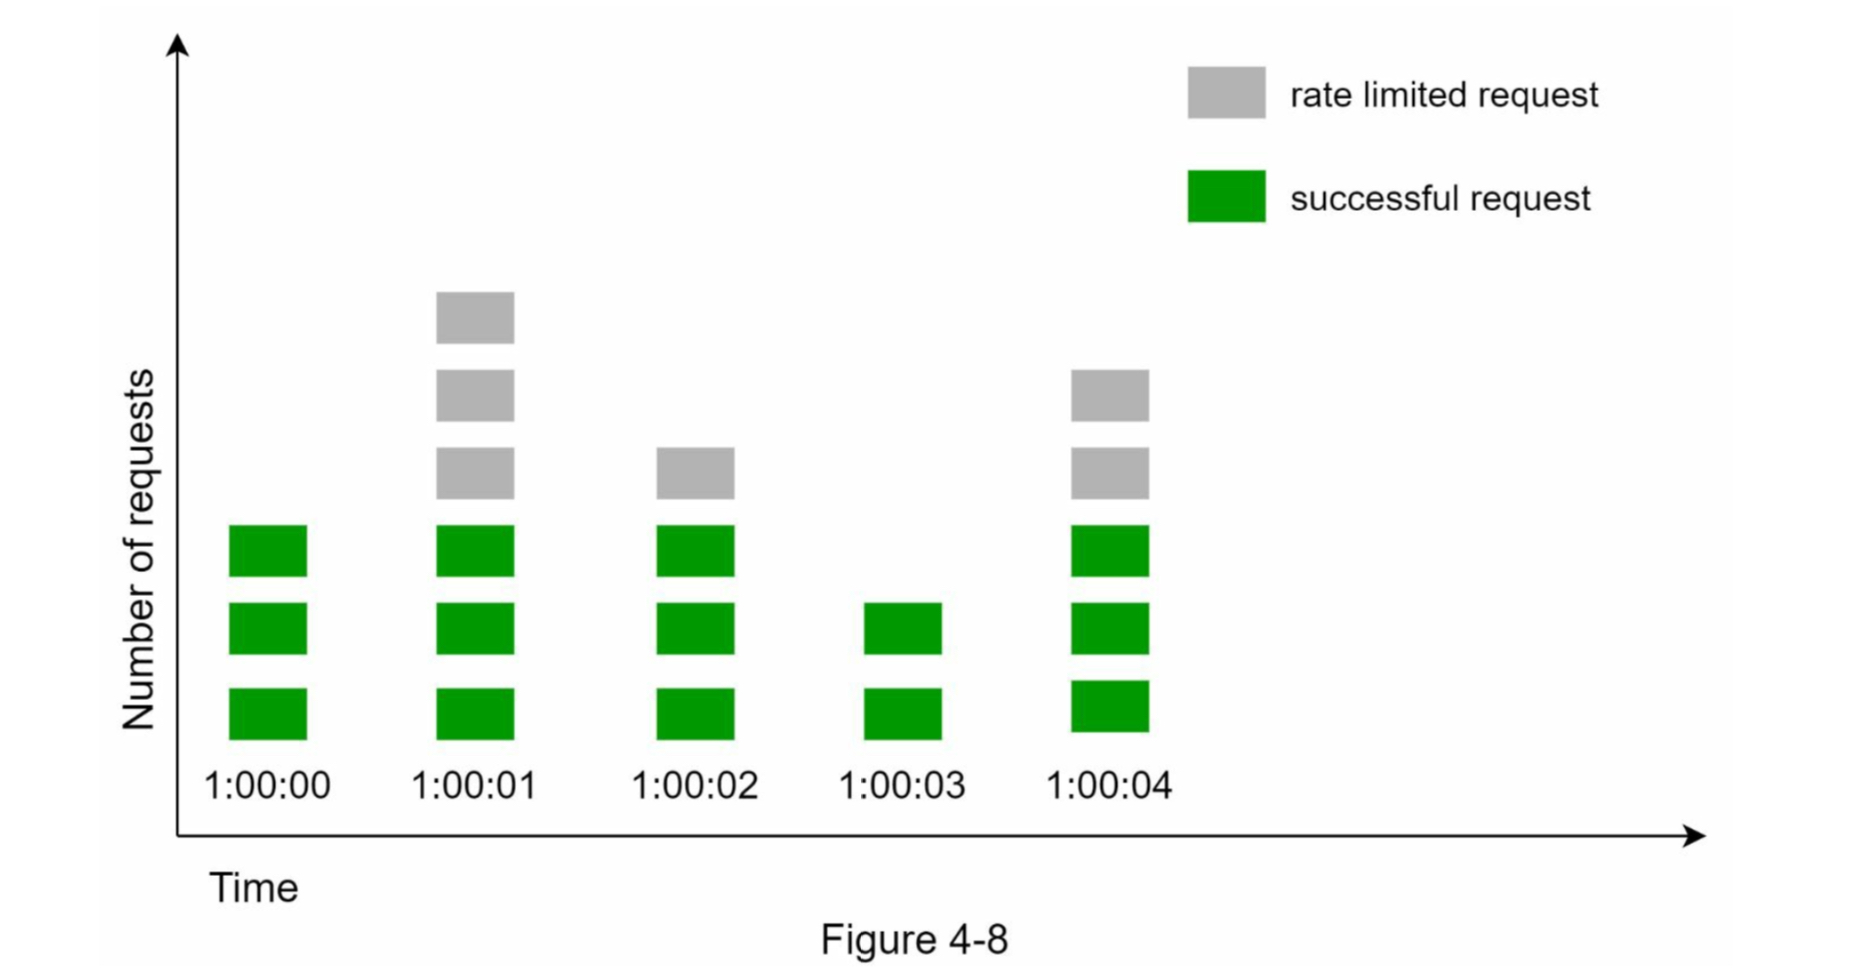 rate limited request
successful request
Number of requests
1:00:00
1:00:01
1:00:02
1:00:03
1:00:04
Time
Figure 4-8